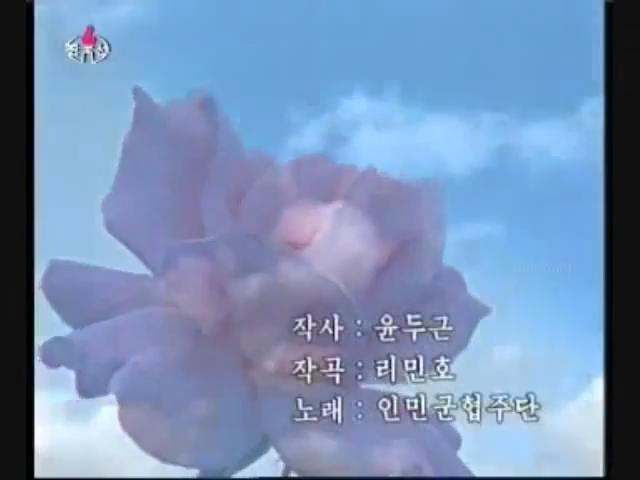 작사 : 윤두근
작곡 : 리민호
노래 : 인민군협주단